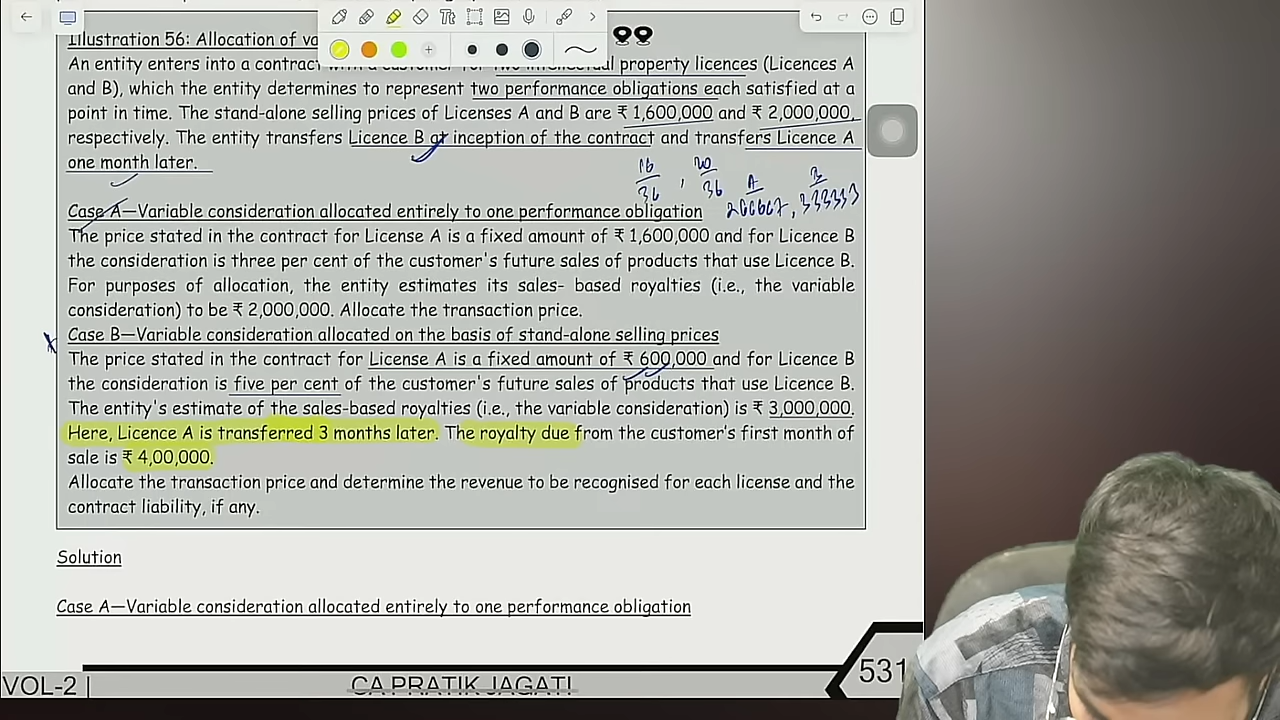 Illustration 56: Allocation of va
An entity enters into a contract with a customer for two intellectual property licences (Licences A
and B), which the entity determines to represent two performance obligations each satisfied at a
point in time. The stand-alone selling prices of Licenses A and B are ₹ 1,600,000 and ₹ 2,000,000,
respectively. The entity transfers Licence B at inception of the contract and transfers Licence A
one month later.
16/36 , 20/36 A 266667, B 333333
Case A—Variable consideration allocated entirely to one performance obligation
The price stated in the contract for License A is a fixed amount of ₹ 1,600,000 and for Licence B
the consideration is three per cent of the customer's future sales of products that use Licence B.
For purposes of allocation, the entity estimates its sales- based royalties (i.e., the variable
consideration) to be ₹ 2,000,000. Allocate the transaction price.
Case B—Variable consideration allocated on the basis of stand-alone selling prices
The price stated in the contract for License A is a fixed amount of ₹ 600,000 and for Licence B
the consideration is five per cent of the customer's future sales of products that use Licence B.
The entity's estimate of the sales-based royalties (i.e., the variable consideration) is ₹ 3,000,000.
Here, Licence A is transferred 3 months later. The royalty due from the customer's first month of
sale is ₹ 4,00,000.
Allocate the transaction price and determine the revenue to be recognised for each license and the
contract liability, if any.
Solution
Case A—Variable consideration allocated entirely to one performance obligation
531
VOL-2 | CA PRATIK JAGATI